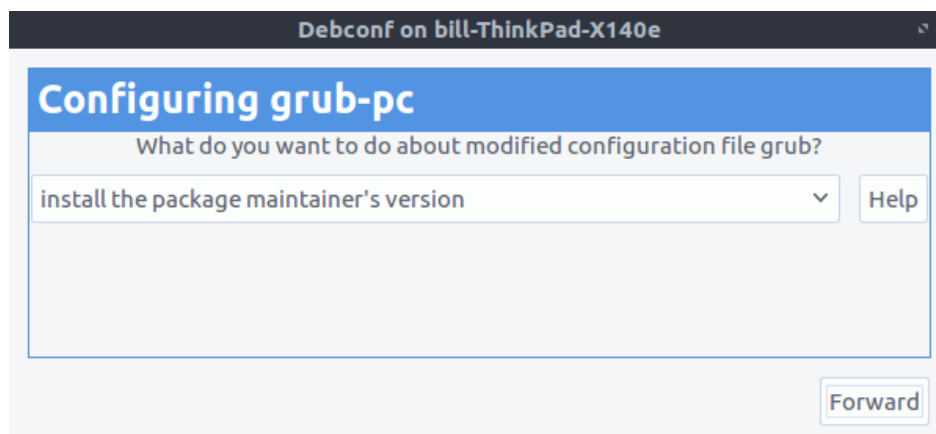 Debconf on bill-ThinkPad-X140e
Configuring grub-pc
What do you want to do about modified configuration file grub?
install the package maintainer's version
Help
Forward